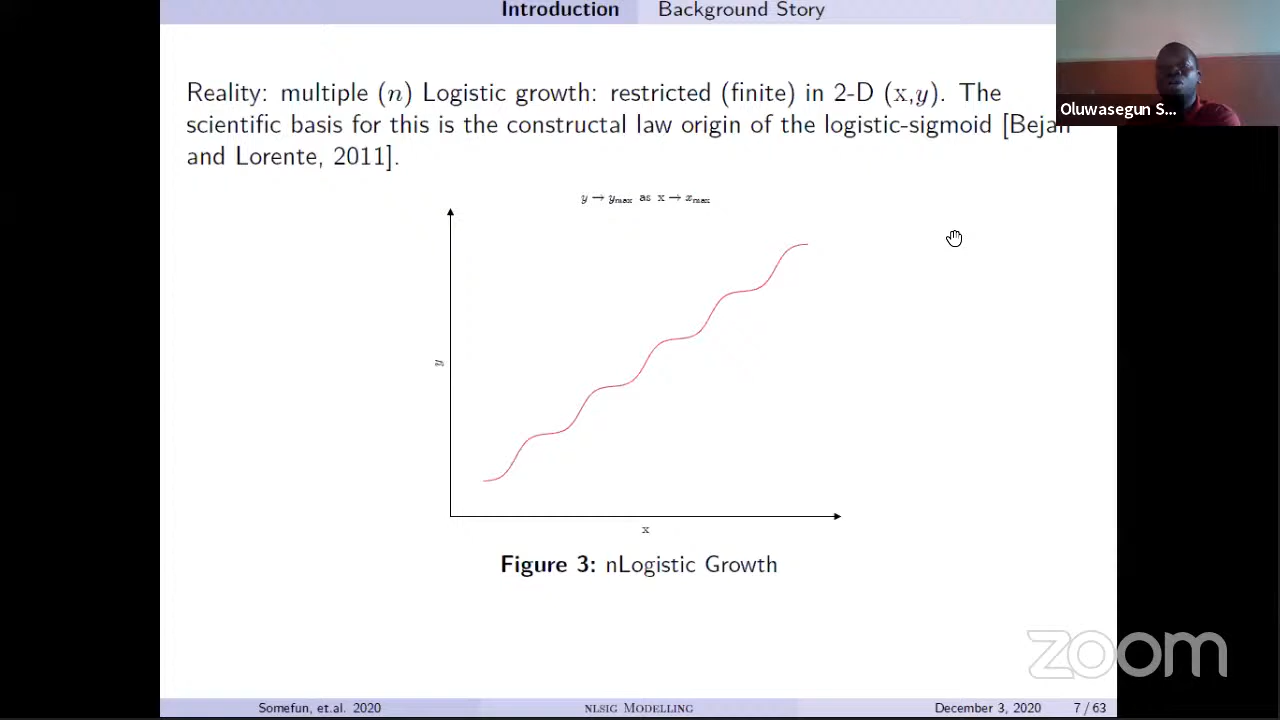 Introduction Background Story
Reality: multiple (n) Logistic growth: restricted (finite) in 2-D (x,y). The
scientific basis for this is the constructal law origin of the logistic-sigmoid [Bejan
and Lorente, 2011].
Oluwasegun S...
y → ymax as x → xmax
y
x
Figure 3: nLogistic Growth
zoom
Somefun, et.al. 2020 NLSIG MODELLING December 3, 2020 7 / 63